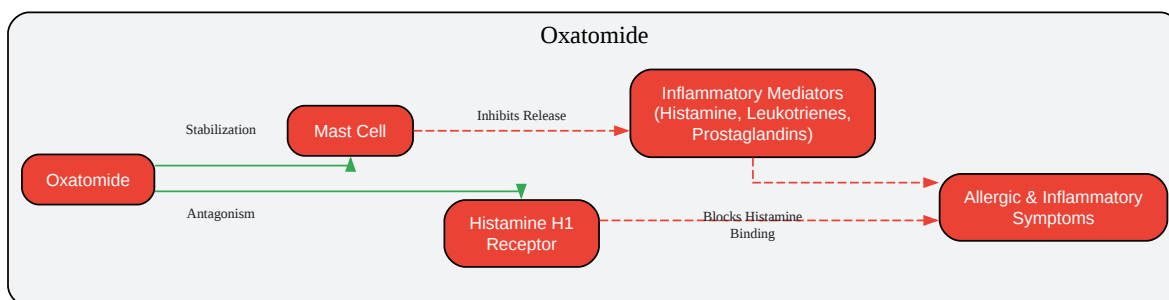 Oxatomide
Inflammatory Mediators
(Histamine, Leukotrienes,
Prostaglandins)
Stabilization
Mast Cell
Inhibits Release
Oxatomide
Antagonism
Histamine H1
Receptor
Blocks Histamine
Binding
Allergic & Inflammatory
Symptoms